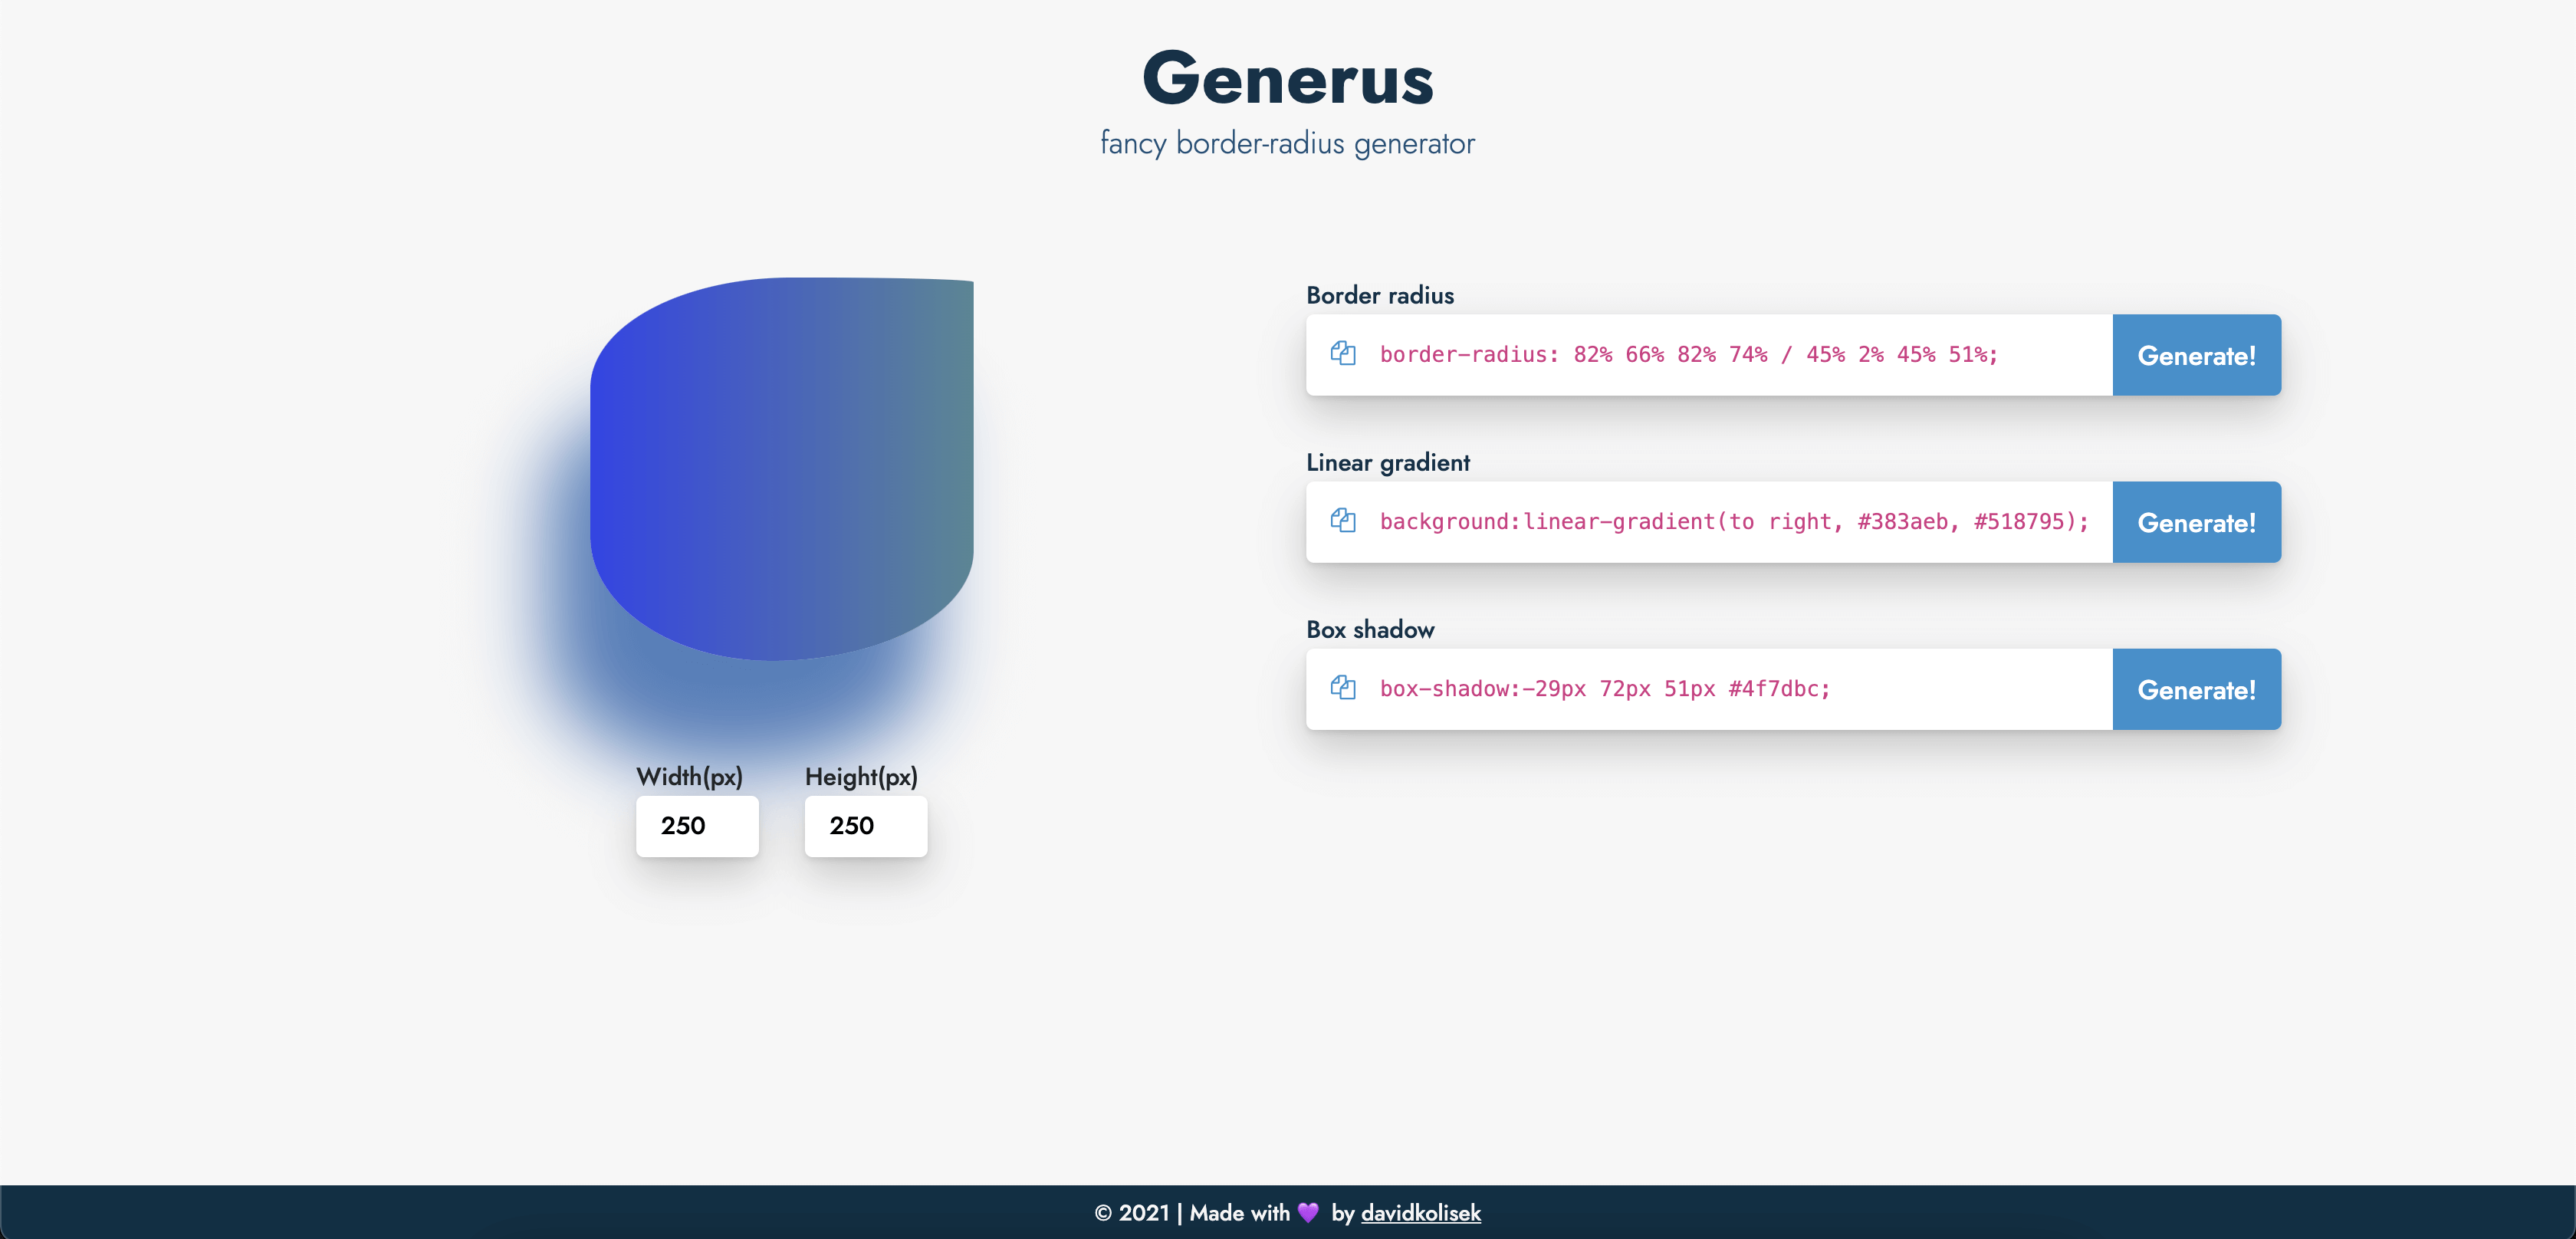 Generus
fancy border-radius generator
Border radius
border-radius: 82% 66% 82% 74% / 45% 2% 45% 51%;
Generate!
Linear gradient
background:linear-gradient(to right, #383aeb, #518795);
Generate!
Box shadow
box-shadow:-29px 72px 51px #4f7dbc;
Generate!
Width(px)
Height(px)
250
250
© 2021 | Made with 💜 by davidkolisek